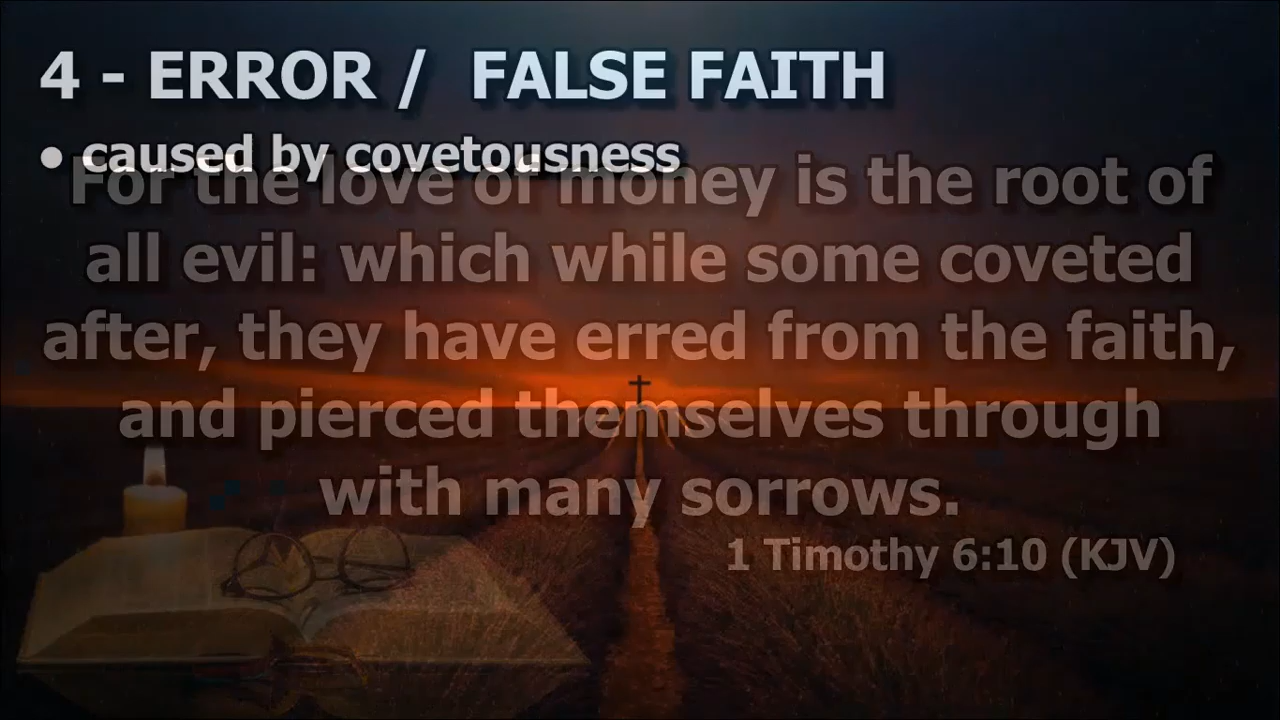 4 - ERROR / FALSE FAITH
• caused by covetousness
For the love of money is the root of
all evil: which while some coveted
after, they have erred from the faith,
and pierced themselves through
with many sorrows.
1 Timothy 6:10 (KJV)